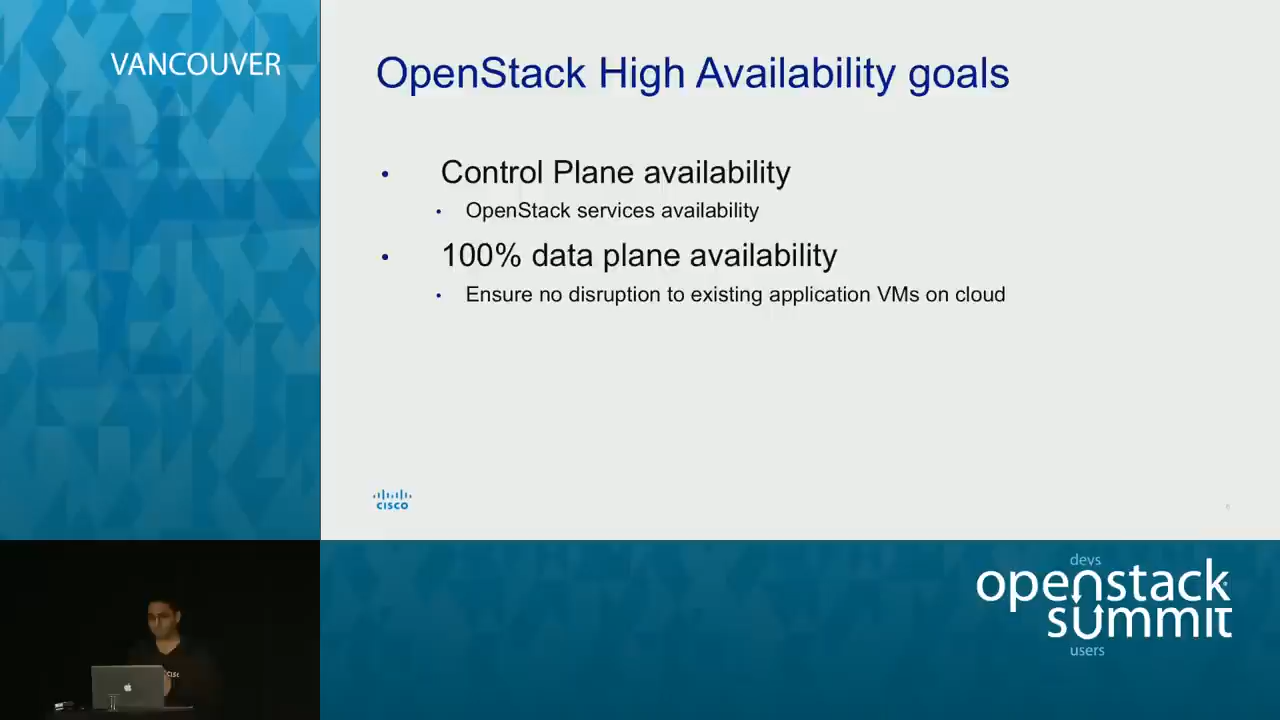 VANCOUVER
OpenStack High Availability goals
• Control Plane availability
• OpenStack services availability
• 100% data plane availability
• Ensure no disruption to existing application VMs on cloud
CISCO
devs
openstack
summit
users